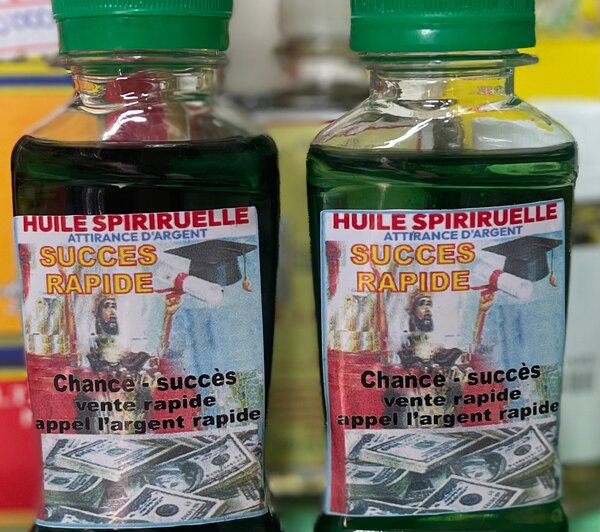 HUILE SPIRIRUELLE
ATTIRANCE D'ARGENT
SUCCES
RAPIDE
Chance - succès
vente rapide
appel l'argent rapide
HUILE SPIRIRUELLE
ATTIRANCE D'ARGENT
SUCCES
RAPIDE
Chance - succès
vente rapide
appel l'argent rapide